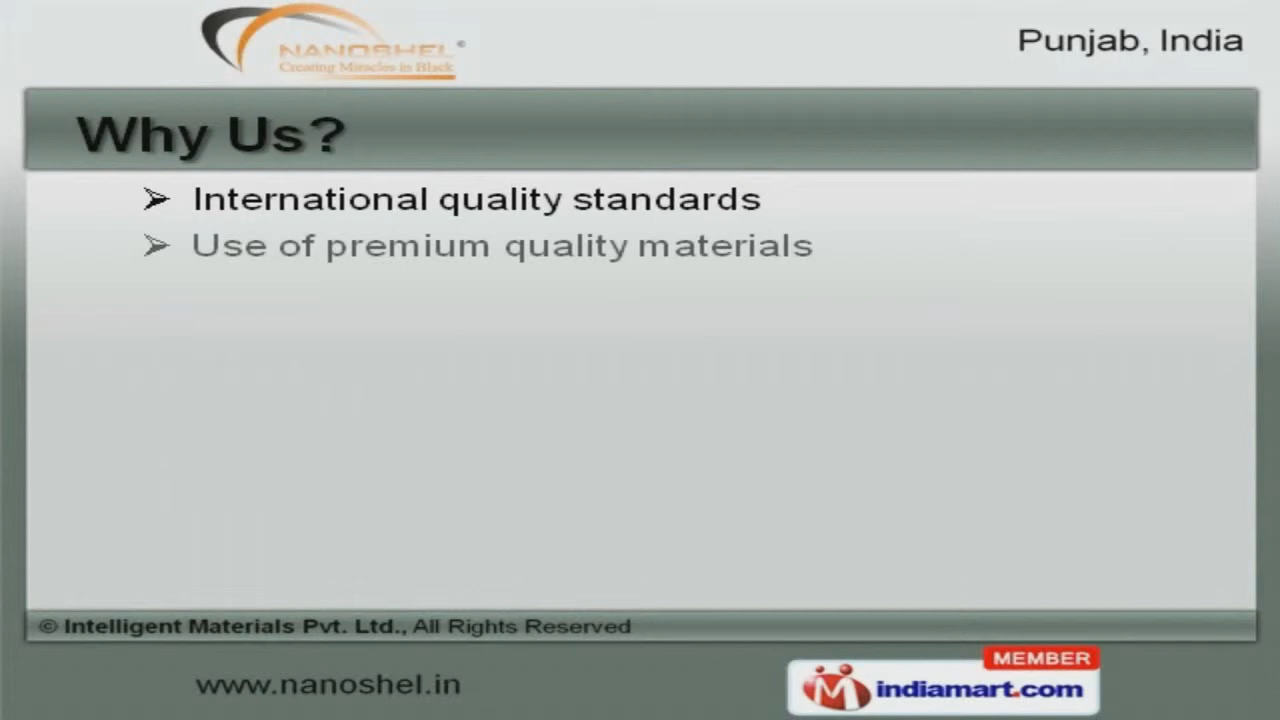 NANOSHEL
Creating Miracles in Black
Punjab, India
Why Us?
➢ International quality standards
➢ Use of premium quality materials
© Intelligent Materials Pvt. Ltd., All Rights Reserved
www.nanoshel.in
MEMBER
indiamart.com